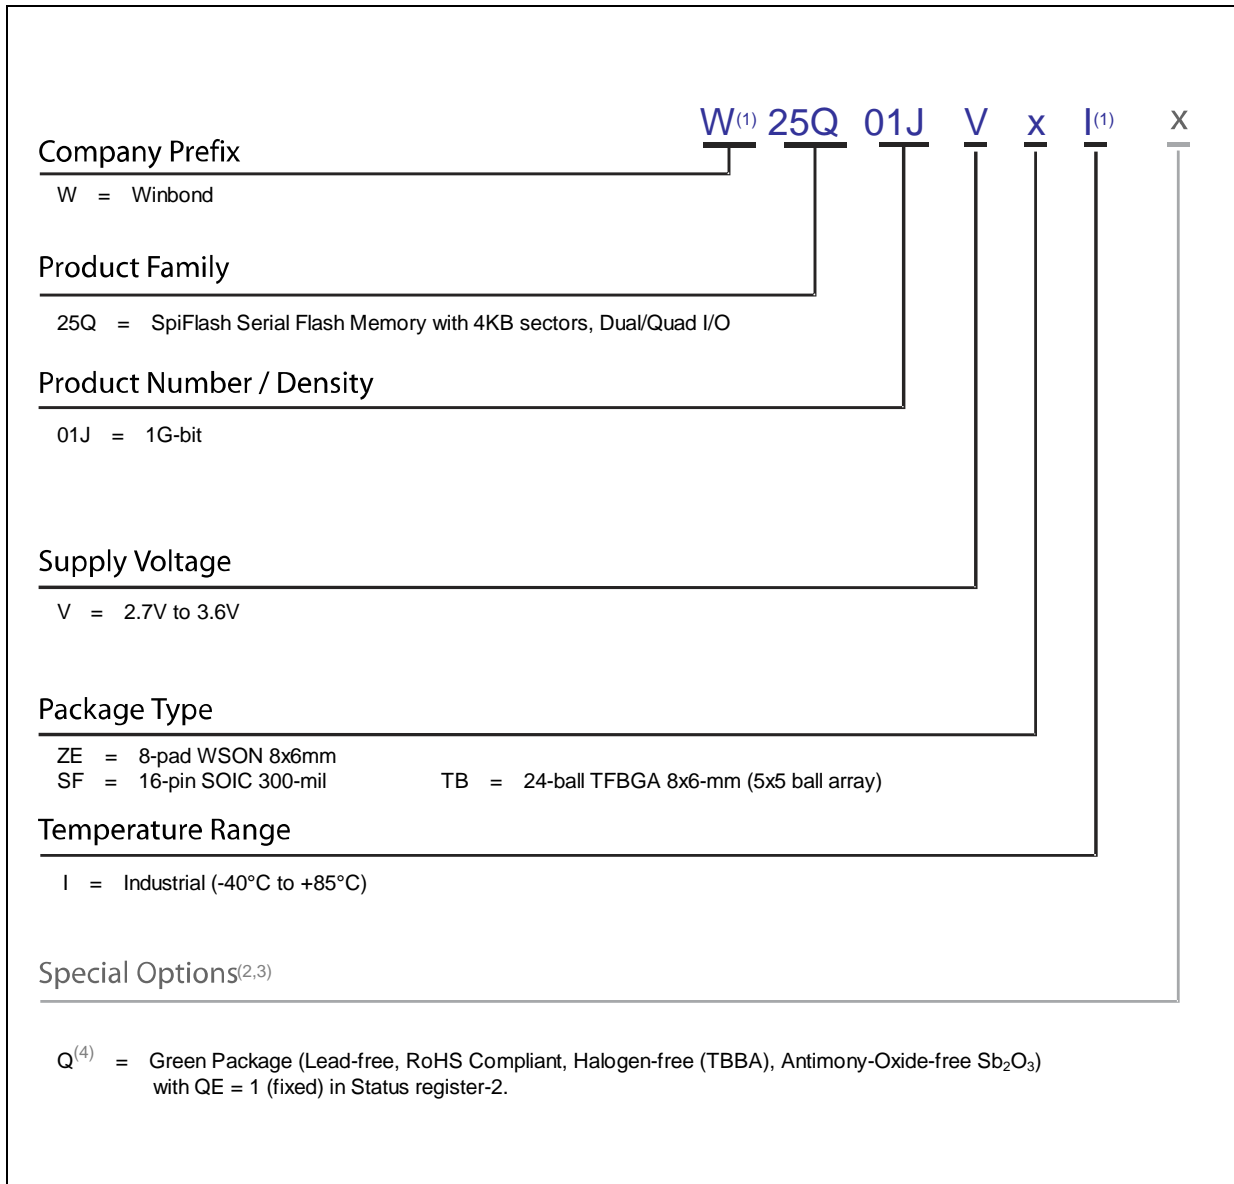 W(1) 25Q 01J V x I(1) x
Company Prefix
W = Winbond
Product Family
25Q = SpiFlash Serial Flash Memory with 4KB sectors, Dual/Quad I/O
Product Number / Density
01J = 1G-bit
Supply Voltage
V = 2.7V to 3.6V
Package Type
ZE = 8-pad WSON 8x6mm
SF = 16-pin SOIC 300-mil TB = 24-ball TFBGA 8x6-mm (5x5 ball array)
Temperature Range
I = Industrial (-40°C to +85°C)
Special Options(2,3)
Q(4) = Green Package (Lead-free, RoHS Compliant, Halogen-free (TBBA), Antimony-Oxide-free Sb₂O₃)
with QE = 1 (fixed) in Status register-2.